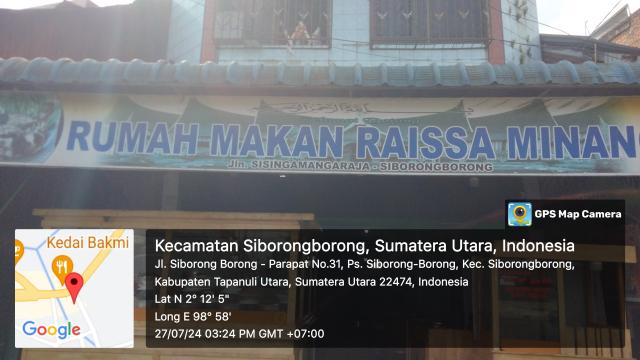 RUMAH MAKAN RAISSA MINAN
Jln. SISINGAMANGARAJA - SIBORONGBORONG
GPS Map Camera
Kedai Bakmi
Google
Kecamatan Siborongborong, Sumatera Utara, Indonesia
Jl. Siborong Borong - Parapat No.31, Ps. Siborong-Borong, Kec. Siborongborong,
Kabupaten Tapanuli Utara, Sumatera Utara 22474, Indonesia
Lat N 2° 12' 5"
Long E 98° 58'
27/07/24 03:24 PM GMT +07:00